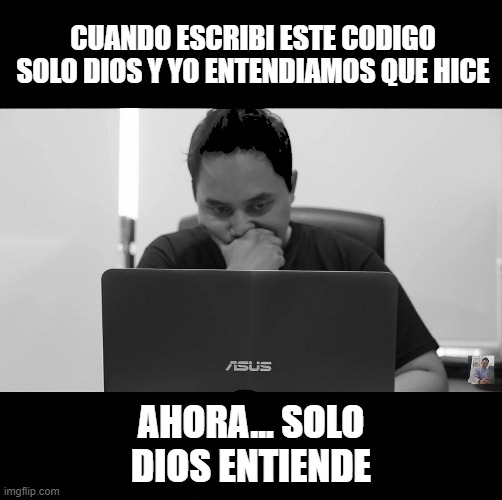 CUANDO ESCRIBI ESTE CODIGO
SOLO DIOS Y YO ENTENDIAMOS QUE HICE
ASUS
AHORA... SOLO
DIOS ENTIENDE
imgflip.com